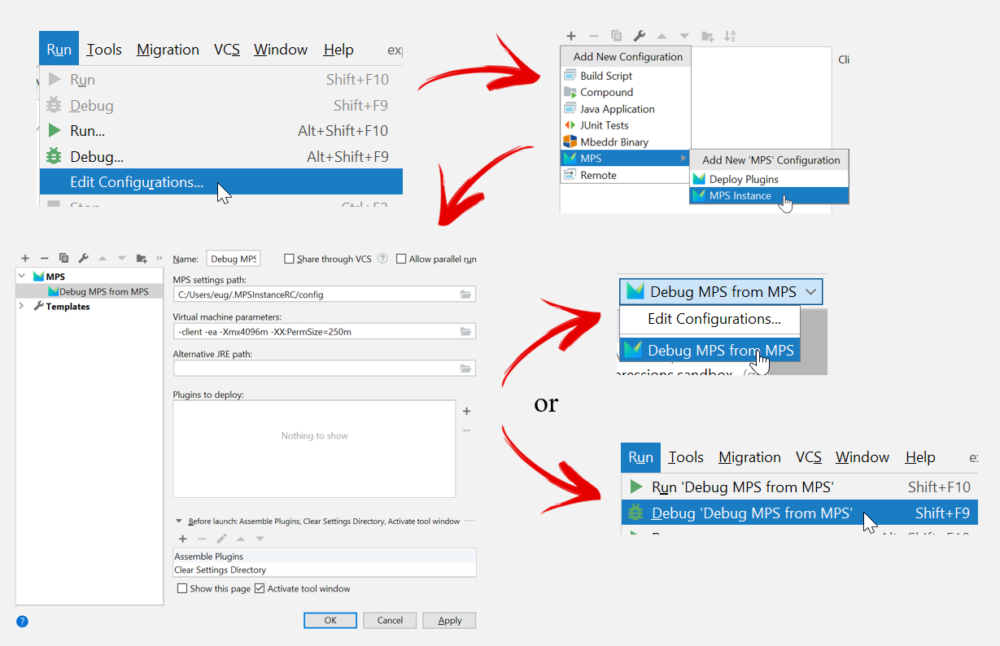 Run Tools Migration VCS Window Help
Run Shift+F10
Debug Shift+F9
Run... Alt+Shift+F10
Debug... Alt+Shift+F9
Edit Configurations...
Add New Configuration
Cli
Build Script
Compound
Java Application
JUnit Tests
Mbeddr Binary
MPS
Remote
Add New 'MPS' Configuration
Deploy Plugins
MPS Instance
MPS
Debug MPS from MPS
Templates
Name: Debug MPS Share through VCS ? Allow parallel run
MPS settings path:
C:/Users/eug/.MPSInstanceRC/config
Virtual machine parameters:
-client -ea -Xmx4096m -XX:PermSize=250m
Alternative JRE path:
Plugins to deploy:
Nothing to show
Before launch: Assemble Plugins, Clear Settings Directory, Activate tool window
Assemble Plugins
Clear Settings Directory
Show this page Activate tool window
? OK Cancel Apply
Debug MPS from MPS
Edit Configurations...
Debug MPS from MPS
or
Run Tools Migration VCS Window Help
Run 'Debug MPS from MPS' Shift+F10
Debug 'Debug MPS from MPS' Shift+F9